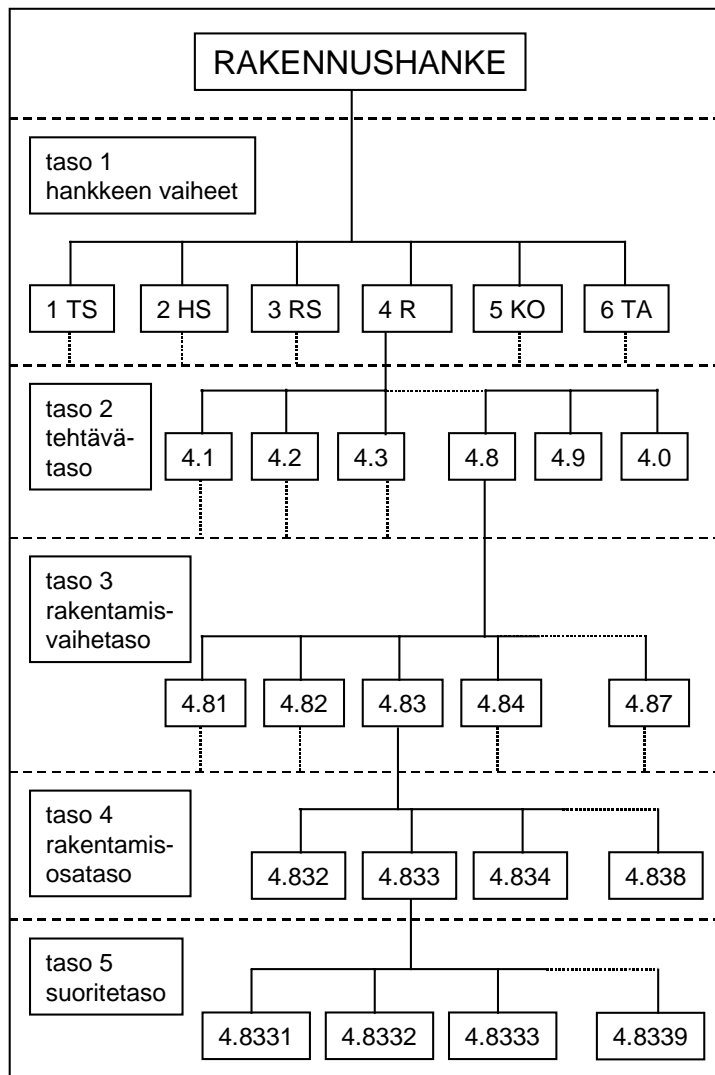 RAKENNUSHANKE
taso 1
hankkeen vaiheet
1 TS
2 HS
3 RS
4 R
5 KO
6 TA
taso 2
tehtävä-
taso
4.1
4.2
4.3
4.8
4.9
4.0
taso 3
rakentamis-
vaihetaso
4.81
4.82
4.83
4.84
4.87
taso 4
rakentamis-
osataso
4.832
4.833
4.834
4.838
taso 5
suoritetaso
4.8331
4.8332
4.8333
4.8339